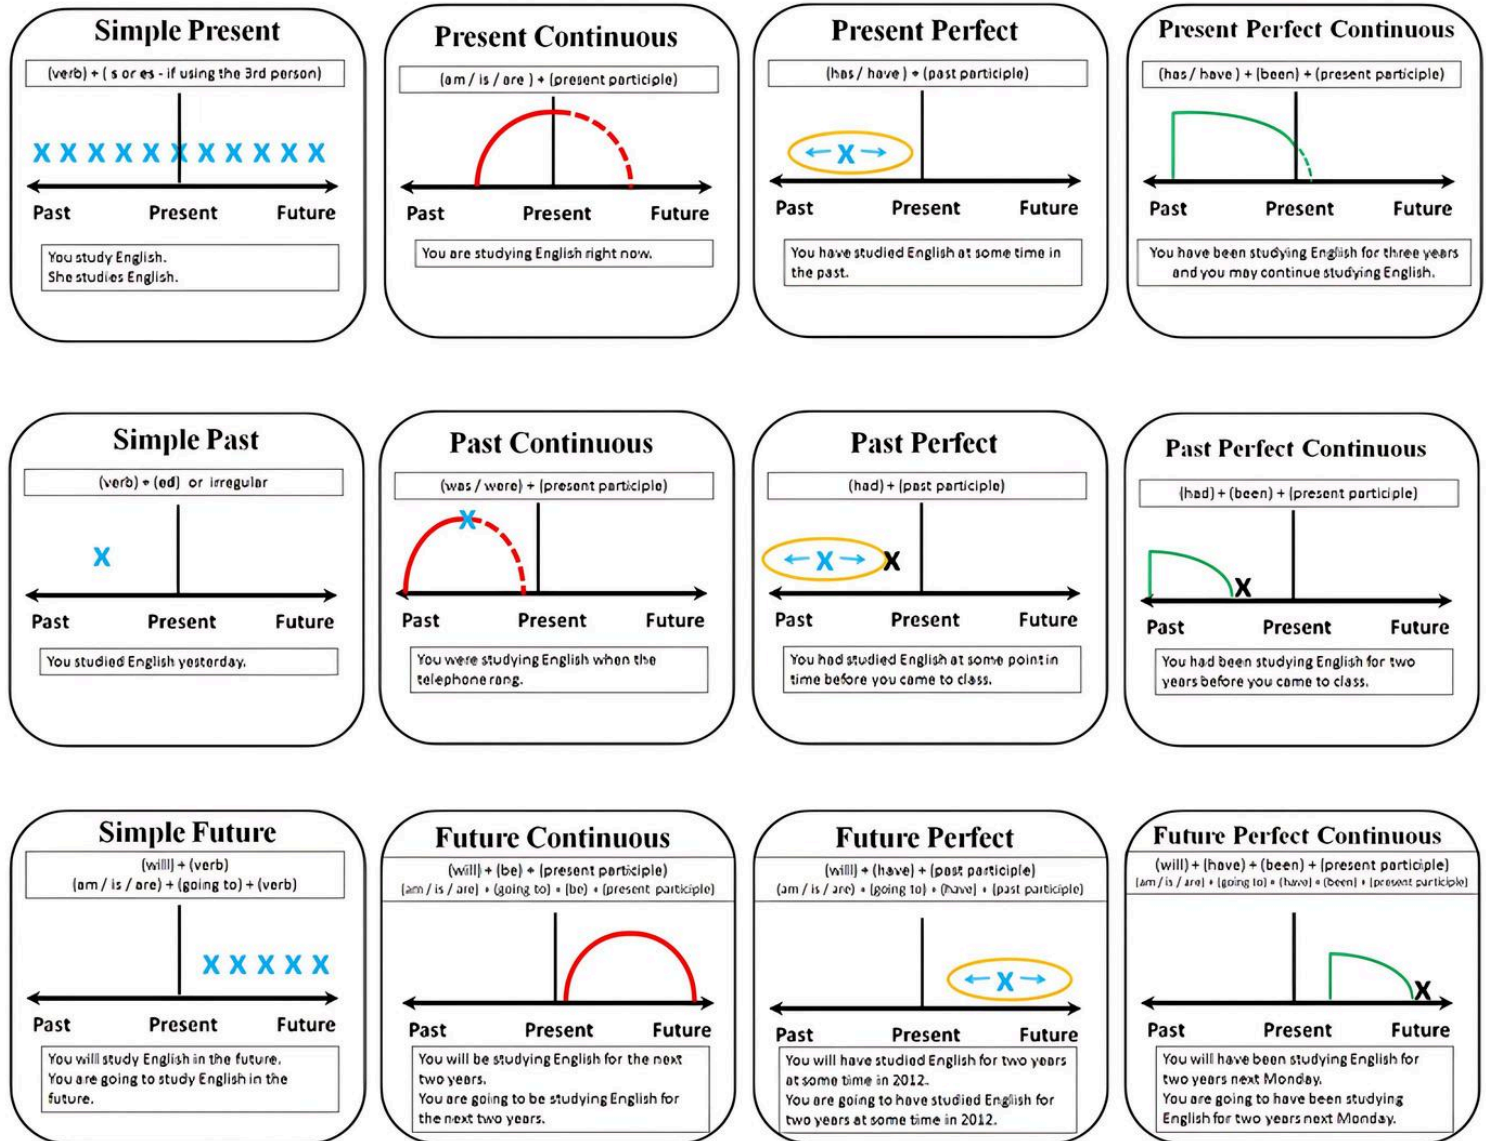 Simple Present
(verb) + ( s or es - if using the 3rd person)
X X X X X X X X X X X
Past Present Future
You study English.
She studies English.
Present Continuous
(am / is / are ) + (present participle)
Past Present Future
You are studying English right now.
Present Perfect
(has / have ) + (past participle)
X
Past Present Future
You have studied English at some time in
the past.
Present Perfect Continuous
(has / have ) + (been) + (present participle)
Past Present Future
You have been studying English for three years
and you may continue studying English.
Simple Past
(verb) + (ed) or irregular
X
Past Present Future
You studied English yesterday.
Past Continuous
(was / were) + (present participle)
X
Past Present Future
You were studying English when the
telephone rang.
Past Perfect
(had) + (past participle)
X X
Past Present Future
You had studied English at some point in
time before you came to class.
Past Perfect Continuous
(had) + (been) + (present participle)
X
Past Present Future
You had been studying English for two
years before you came to class.
Simple Future
(will) + (verb)
(am / is / are) + (going to) + (verb)
X X X X X
Past Present Future
You will study English in the future.
You are going to study English in the
future.
Future Continuous
(will) + (be) + (present participle)
(am / is / are) + (going to) + (be) + (present participle)
Past Present Future
You will be studying English for the next
two years.
You are going to be studying English for
the next two years.
Future Perfect
(will) + (have) + (past participle)
(am / is / are) + (going to) + (have) + (past participle)
X
Past Present Future
You will have studied English for two years
at some time in 2012.
You are going to have studied English for
two years at some time in 2012.
Future Perfect Continuous
(will) + (have) + (been) + (present participle)
(am / is / are) + (going to) + (have) + (been) + (present participle)
X
Past Present Future
You will have been studying English for
two years next Monday.
You are going to have been studying
English for two years next Monday.